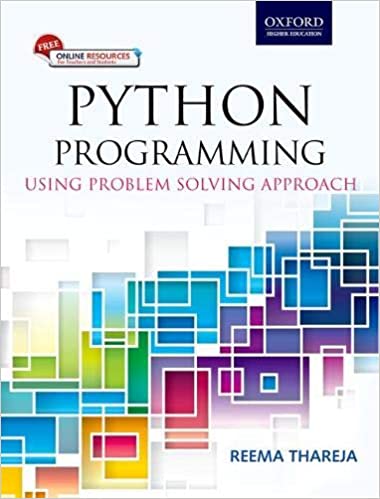 OXFORD
HIGHER EDUCATION
FREE
ONLINE RESOURCES
For Teachers and Students
PYTHON
PROGRAMMING
USING PROBLEM SOLVING APPROACH
REEMA THAREJA